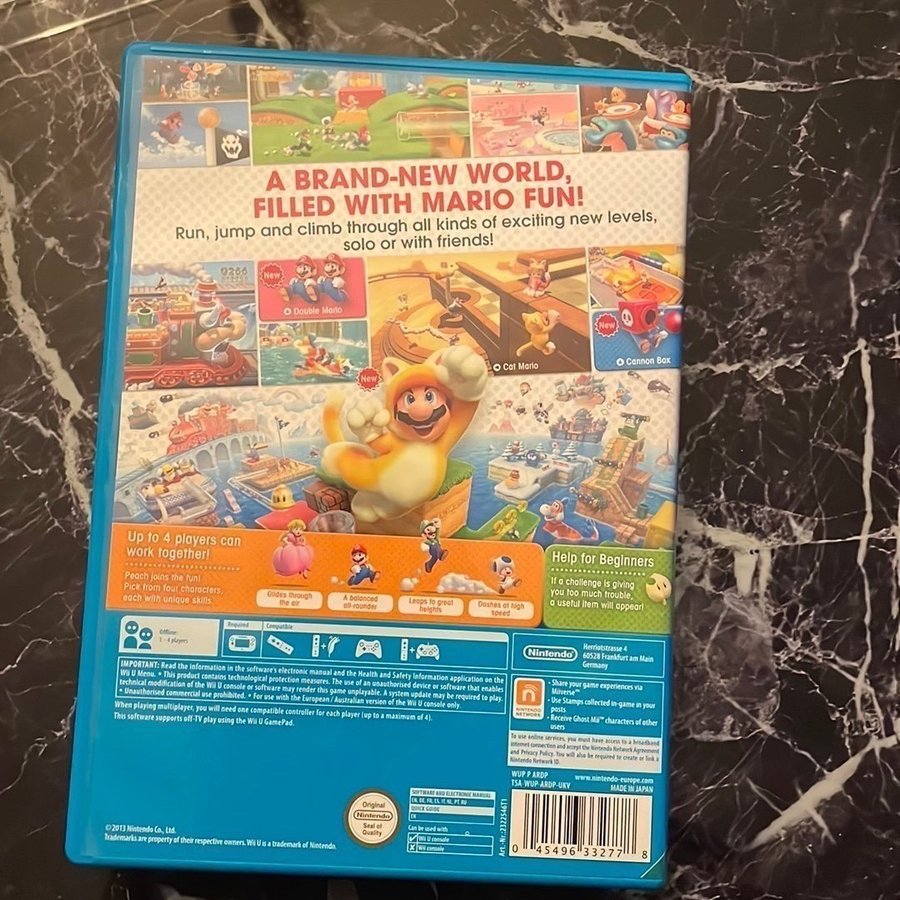 A BRAND-NEW WORLD,
FILLED WITH MARIO FUN!
Run, jump and climb through all kinds of exciting new levels,
solo or with friends!
0266
New
Double Mario
Cat Mario
New
Cannon Box
New
Up to 4 players can
work together!
Peach joins the fun!
Pick from four characters,
each with unique skills.
Glides through
the air
A balanced
all-rounder
Leaps to great
heights
Dashes at high
speed
Help for Beginners
If a challenge is giving
you too much trouble,
a useful item will appear!
Offline:
1 - 4 players
Required
Compatible
Nintendo
Herriotstrasse 4
60528 Frankfurt am Main
Germany
IMPORTANT: Read the information in the software's electronic manual and the Health and Safety Information application on the
Wii U Menu. • This product contains technological protection measures. The use of an unauthorised device or software that enables
technical modification of the Wii U console or software may render this game unplayable. A system update may be required to play.
• Unauthorised commercial use prohibited. • For use with the European / Australian version of the Wii U console only.
When playing multiplayer, you will need one compatible controller for each player (up to a maximum of 4).
This software supports off-TV play using the Wii U GamePad.
NINTENDO
NETWORK
• Share your game experiences via
Miiverse™
• Use Stamps collected in-game in your
posts.
• Receive Ghost Mii™ characters of other
users
To use online services, you must have access to a broadband
internet connection and accept the Nintendo Network Agreement
and Privacy Policy. You will also be required to create or link a
Nintendo Network ID.
WUP P ARDP
TSA-WUP-ARDP-UKV
www.nintendo-europe.com
MADE IN JAPAN
©2013 Nintendo Co., Ltd.
Trademarks are property of their respective owners. Wii U is a trademark of Nintendo.
Original
Nintendo
Seal of
Quality
SOFTWARE AND ELECTRONIC MANUAL
EN, DE, FR, ES, IT, NL, PT, RU
QUICK GUIDE
EN
Can be used with
Wii U console
Wii console
Art.-Nr.: 2322546T1
0 45496 33277 8